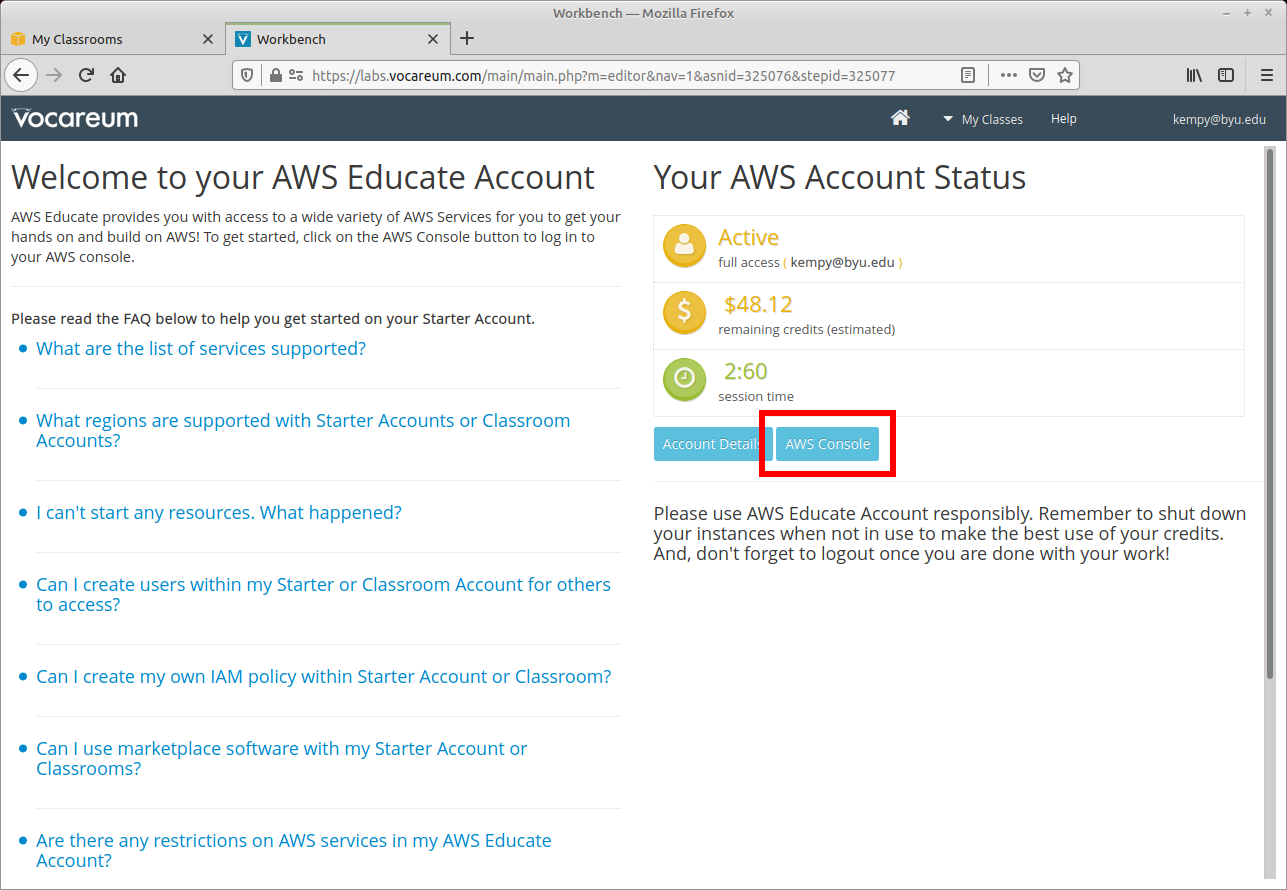 Workbench — Mozilla Firefox
My Classrooms
Workbench
https://labs.vocareum.com/main/main.php?m=editor&nav=1&asnid=325076&stepid=325077
vocareum
My Classes
Help
kempy@byu.edu
Welcome to your AWS Educate Account
AWS Educate provides you with access to a wide variety of AWS Services for you to get your
hands on and build on AWS! To get started, click on the AWS Console button to log in to
your AWS console.
Please read the FAQ below to help you get started on your Starter Account.
What are the list of services supported?
What regions are supported with Starter Accounts or Classroom
Accounts?
I can't start any resources. What happened?
Can I create users within my Starter or Classroom Account for others
to access?
Can I create my own IAM policy within Starter Account or Classroom?
Can I use marketplace software with my Starter Account or
Classrooms?
Are there any restrictions on AWS services in my AWS Educate
Account?
Your AWS Account Status
Active
full access ( kempy@byu.edu )
$48.12
remaining credits (estimated)
2:60
session time
Account Details
AWS Console
Please use AWS Educate Account responsibly. Remember to shut down
your instances when not in use to make the best use of your credits.
And, don't forget to logout once you are done with your work!